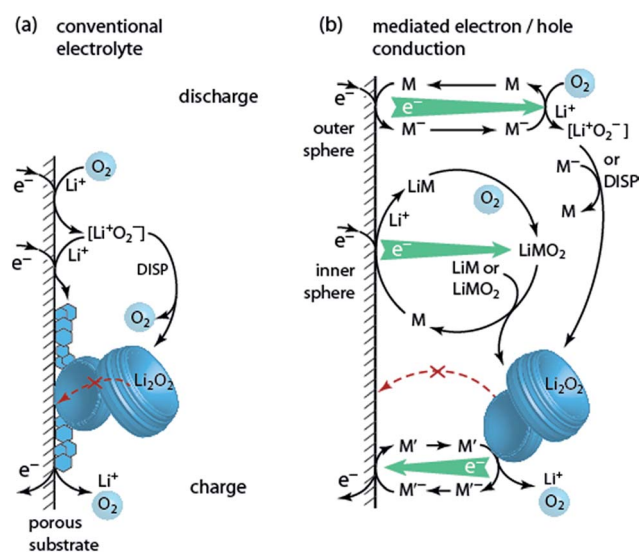 (a) conventional electrolyte
discharge
e⁻
Li⁺
O₂
[Li⁺O₂⁻]
e⁻
Li⁺
DISP
O₂
Li₂O₂
e⁻
Li⁺
O₂
charge
porous
substrate
(b) mediated electron / hole
conduction
e⁻
M
M
O₂
e⁻
Li⁺
M⁻
M⁻
[Li⁺O₂⁻]
outer
sphere
or
M⁻
DISP
M
LiM
O₂
Li⁺
e⁻
e⁻
LiMO₂
inner
sphere
LiM or
LiMO₂
M
Li₂O₂
M′
M′
e⁻
e⁻
M′⁻
M′⁻
Li⁺
O₂